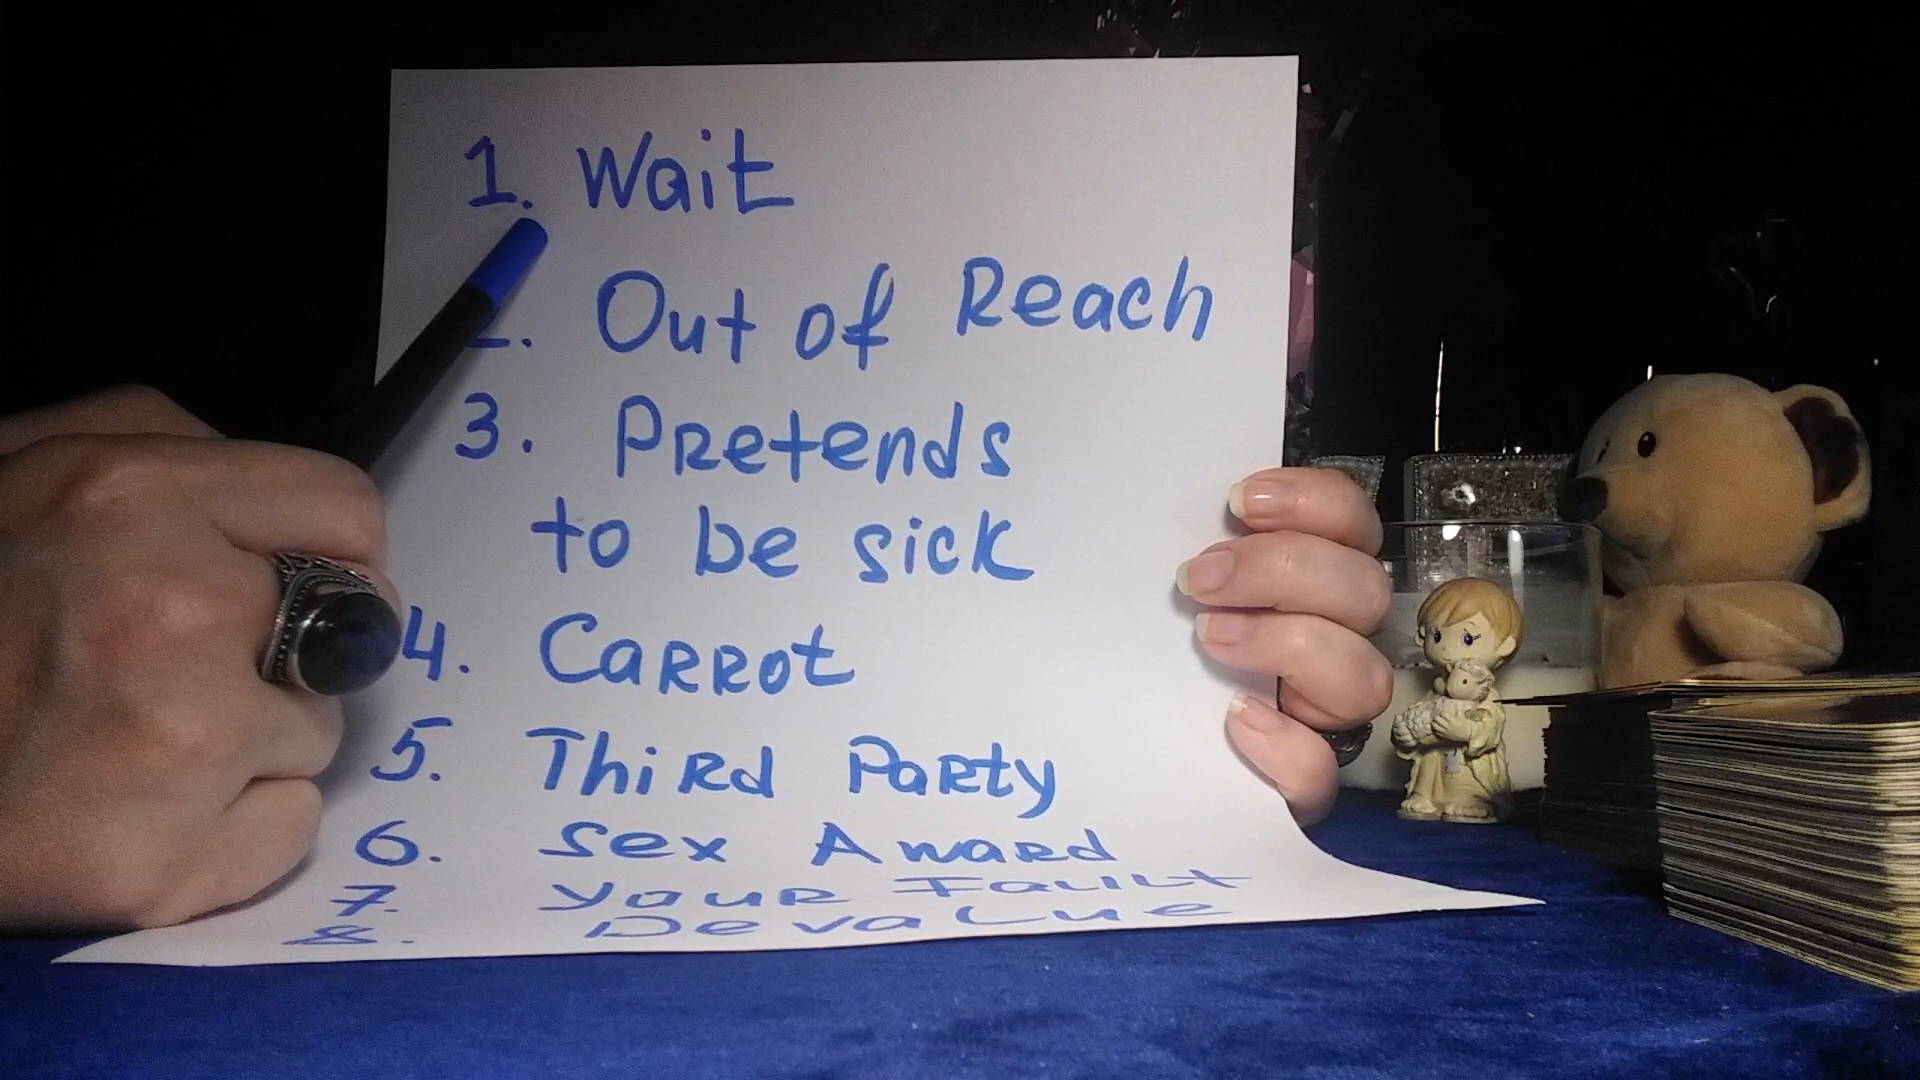 1. Wait
2. Out of Reach
3. Pretends
to be sick
4. Carrot
5. Third Party
6. Sex Award
7. Your Fault
8. Devalue